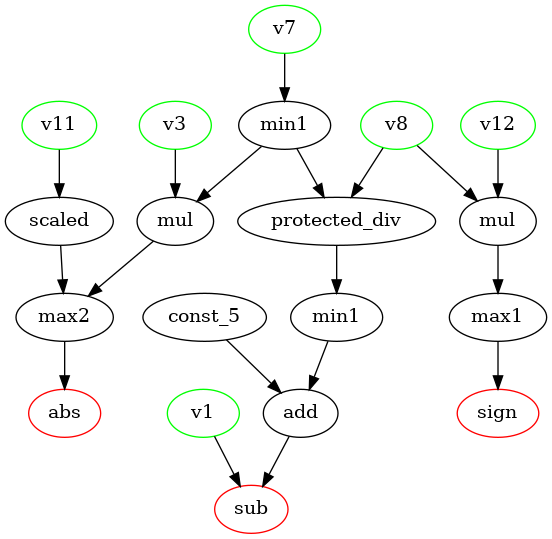 v7
v11
v3
min1
v8
v12
scaled
mul
protected_div
mul
max2
const_5
min1
max1
abs
v1
add
sign
sub